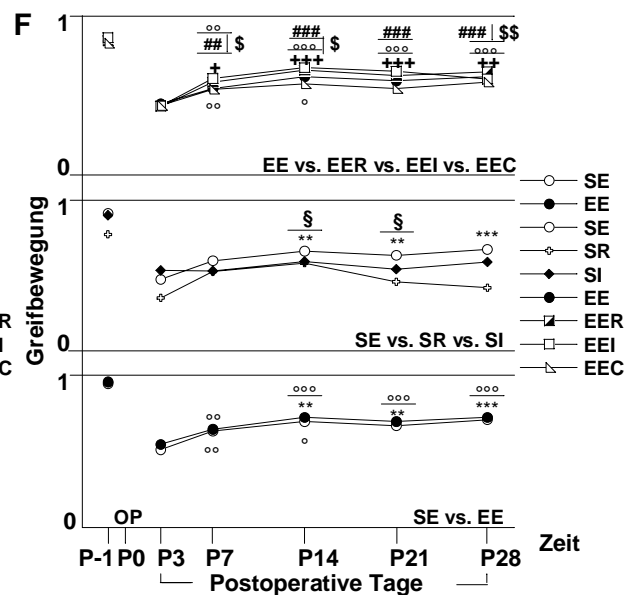 F
1
°° ### ### ### $$
## $ °°° $ °°° °°°
+ +++ +++ ++
°° °
0
EE vs. EER vs. EEI vs. EEC
1
§ §
** ** ***
0
SE vs. SR vs. SI
Greifbewegung
R
I
C
1
°°° °°° °°°
°° ** ** ***
°° °
0
OP
SE vs. EE
P-1 P0 P3 P7 P14 P21 P28
Zeit
Postoperative Tage
SE
EE
SE
SR
SI
EE
EER
EEI
EEC